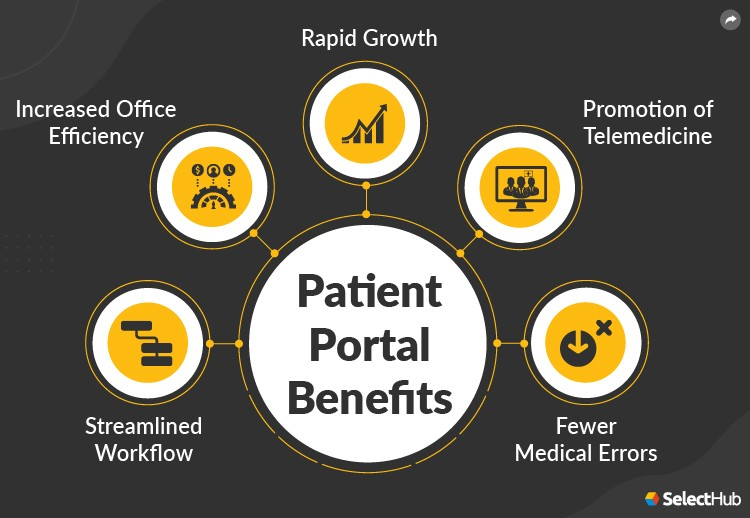 Rapid Growth
Increased Office
Efficiency
Promotion of
Telemedicine
Patient
Portal
Benefits
Streamlined
Workflow
Fewer
Medical Errors
SelectHub